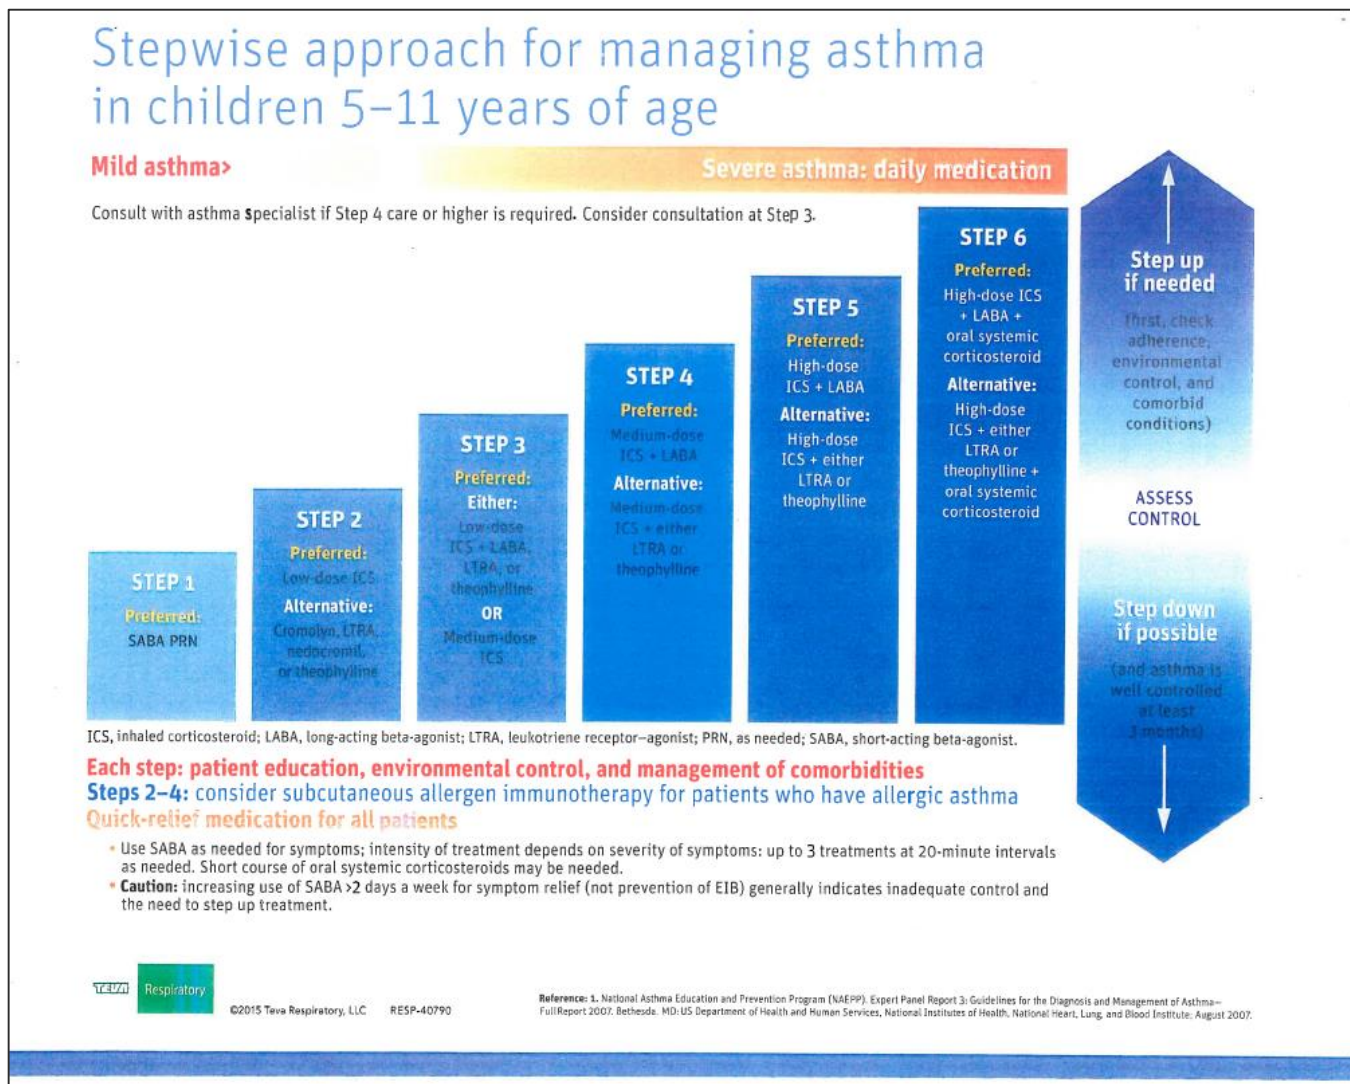 Stepwise approach for managing asthma
in children 5–11 years of age
Mild asthma>
Severe asthma: daily medication
Consult with asthma specialist if Step 4 care or higher is required. Consider consultation at Step 3.
STEP 1
Preferred:
SABA PRN
STEP 2
Preferred:
Low-dose ICS
Alternative:
Cromolyn, LTRA,
nedocromil,
or theophylline
STEP 3
Preferred:
Either:
Low-dose
ICS + LABA,
LTRA, or
theophylline
OR
Medium-dose
ICS
STEP 4
Preferred:
Medium-dose
ICS + LABA
Alternative:
Medium-dose
ICS + either
LTRA or
theophylline
STEP 5
Preferred:
High-dose
ICS + LABA
Alternative:
High-dose
ICS + either
LTRA or
theophylline
STEP 6
Preferred:
High-dose ICS
+ LABA +
oral systemic
corticosteroid
Alternative:
High-dose
ICS + either
LTRA or
theophylline +
oral systemic
corticosteroid
Step up
if needed
(first, check
adherence,
environmental
control, and
comorbid
conditions)
ASSESS
CONTROL
Step down
if possible
(and asthma is
well controlled
at least
3 months)
ICS, inhaled corticosteroid; LABA, long-acting beta-agonist; LTRA, leukotriene receptor–agonist; PRN, as needed; SABA, short-acting beta-agonist.
Each step: patient education, environmental control, and management of comorbidities
Steps 2–4: consider subcutaneous allergen immunotherapy for patients who have allergic asthma
Quick-relief medication for all patients
• Use SABA as needed for symptoms; intensity of treatment depends on severity of symptoms: up to 3 treatments at 20-minute intervals
as needed. Short course of oral systemic corticosteroids may be needed.
• Caution: increasing use of SABA >2 days a week for symptom relief (not prevention of EIB) generally indicates inadequate control and
the need to step up treatment.
TEVA Respiratory
©2015 Teva Respiratory, LLC RESP-40790
Reference: 1. National Asthma Education and Prevention Program (NAEPP). Expert Panel Report 3: Guidelines for the Diagnosis and Management of Asthma—
FullReport 2007. Bethesda. MD: US Department of Health and Human Services, National Institutes of Health, National Heart, Lung, and Blood Institute; August 2007.